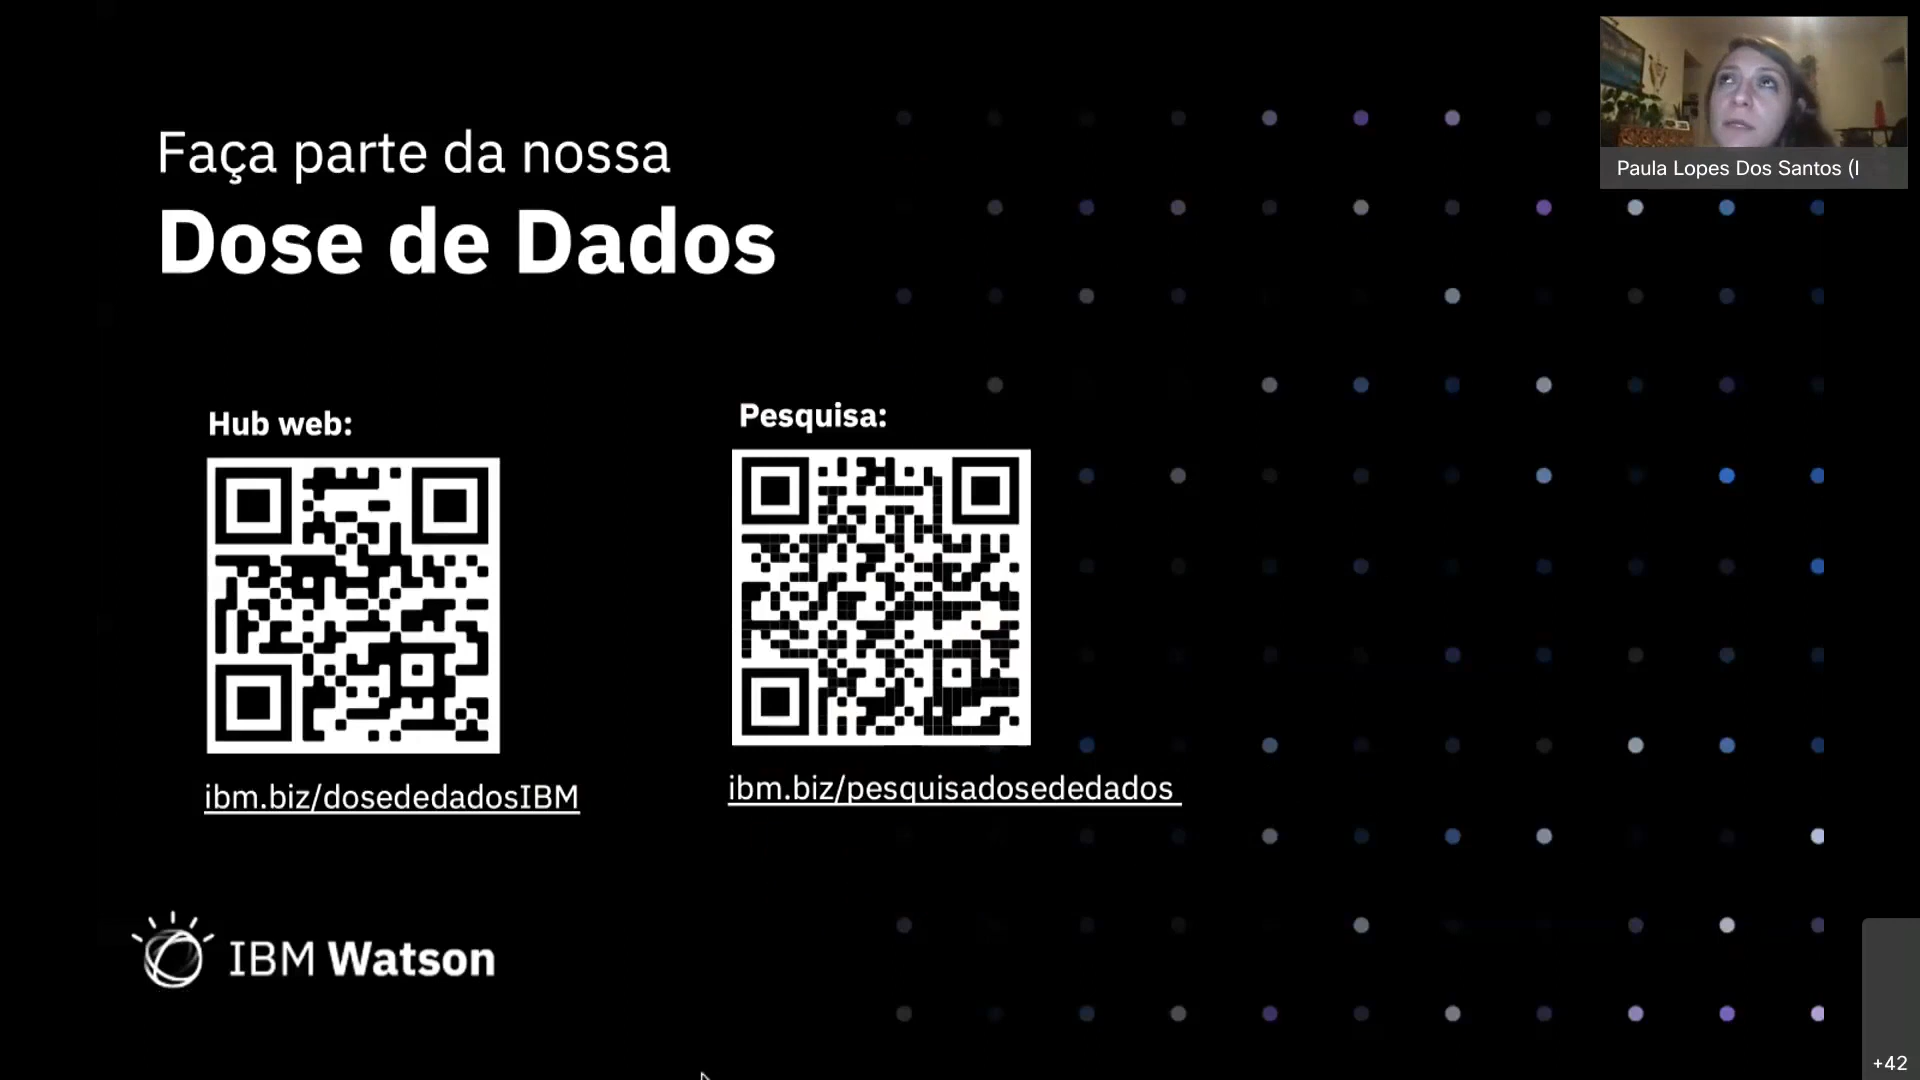 Faça parte da nossa
Dose de Dados
Hub web:
Pesquisa:
ibm.biz/dosededadosIBM
ibm.biz/pesquisadosededados
IBM Watson
Paula Lopes Dos Santos (I
+42